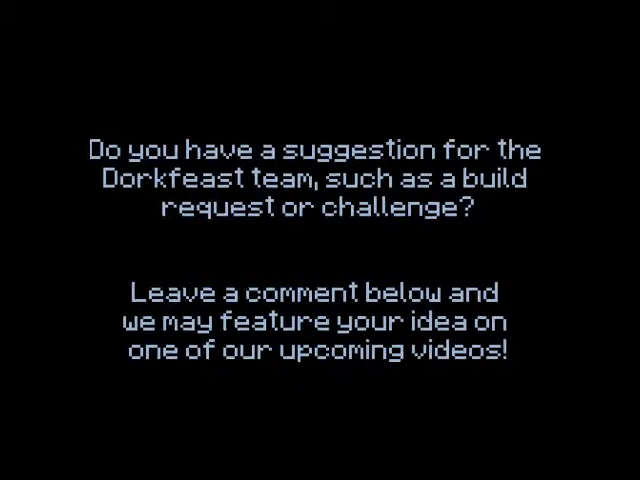 Do you have a suggestion for the
Dorkfeast team, such as a build
request or challenge?
Leave a comment below and
we may feature your idea on
one of our upcoming videos!